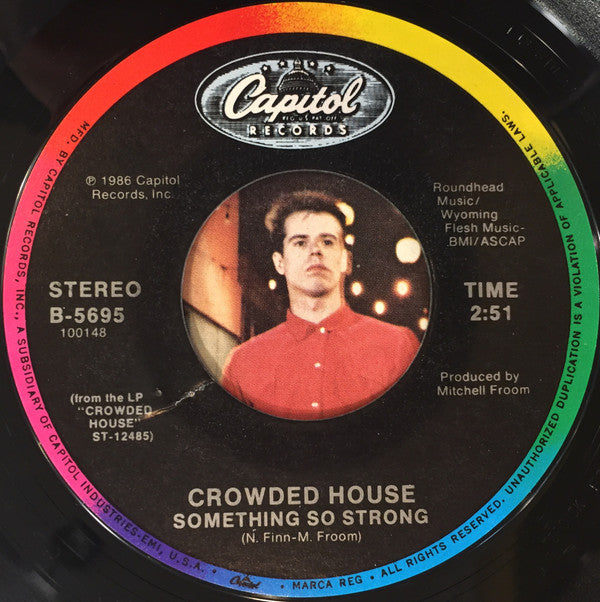 Capitol
REG. U.S. PAT. OFF.
RECORDS
℗ 1986 Capitol
Records, Inc.
Roundhead
Music/
Wyoming
Flesh Music-
BMI/ASCAP
STEREO
B-5695
100148
TIME
2:51
(from the LP
"CROWDED
HOUSE"
ST-12485)
Produced by
Mitchell Froom
CROWDED HOUSE
SOMETHING SO STRONG
(N. Finn-M. Froom)
MFD. BY CAPITOL RECORDS, INC., A SUBSIDIARY OF CAPITOL INDUSTRIES-EMI, U.S.A. Capitol MARCA REG • ALL RIGHTS RESERVED. UNAUTHORIZED DUPLICATION IS A VIOLATION OF APPLICABLE LAWS.